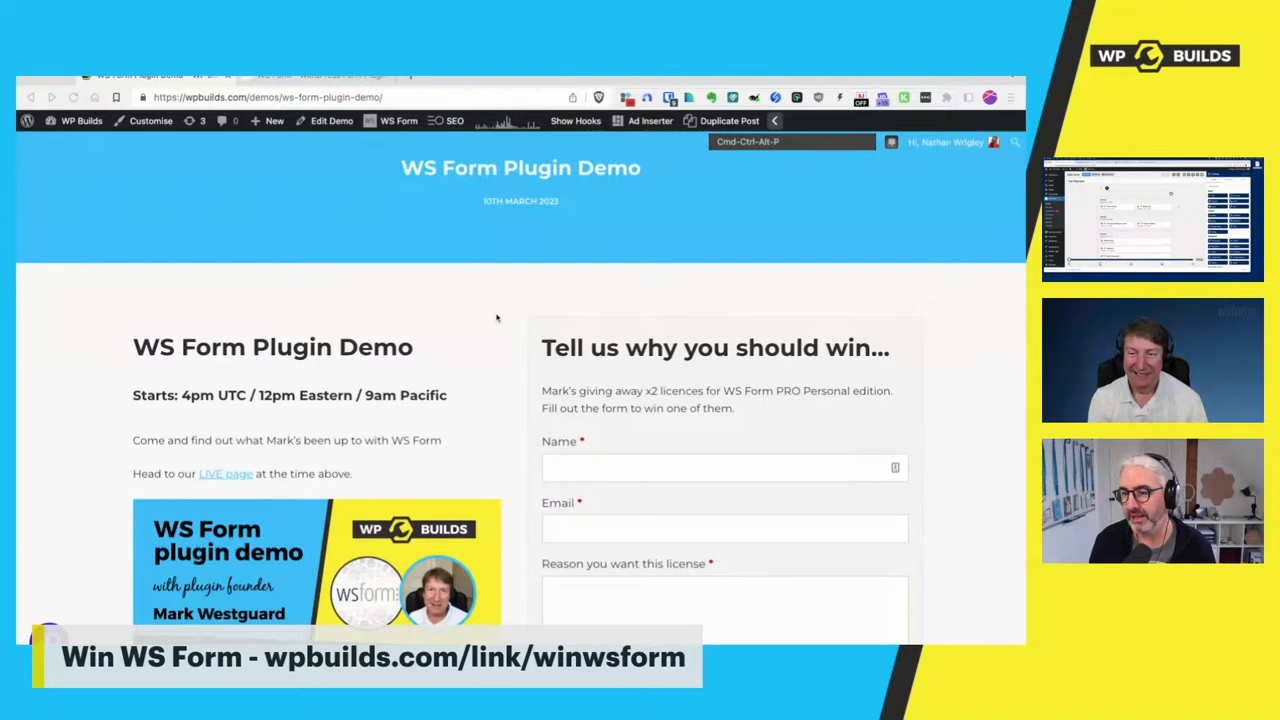 WP BUILDS
https://wpbuilds.com/demos/ws-form-plugin-demo/
WP Builds Customise 3 0 New Edit Demo WS Form SEO Show Hooks Ad Inserter Duplicate Post
Cmd-Ctrl-Alt-P
Hi, Nathan Wrigley
WS Form Plugin Demo
10TH MARCH 2023
WS Form Plugin Demo
Starts: 4pm UTC / 12pm Eastern / 9am Pacific
Come and find out what Mark's been up to with WS Form
Head to our LIVE page at the time above.
WS Form
plugin demo
with plugin founder
Mark Westguard
WP BUILDS
wsform
Tell us why you should win...
Mark's giving away x2 licences for WS Form PRO Personal edition.
Fill out the form to win one of them.
Name *
Email *
Reason you want this license *
Win WS Form - wpbuilds.com/link/winwsform